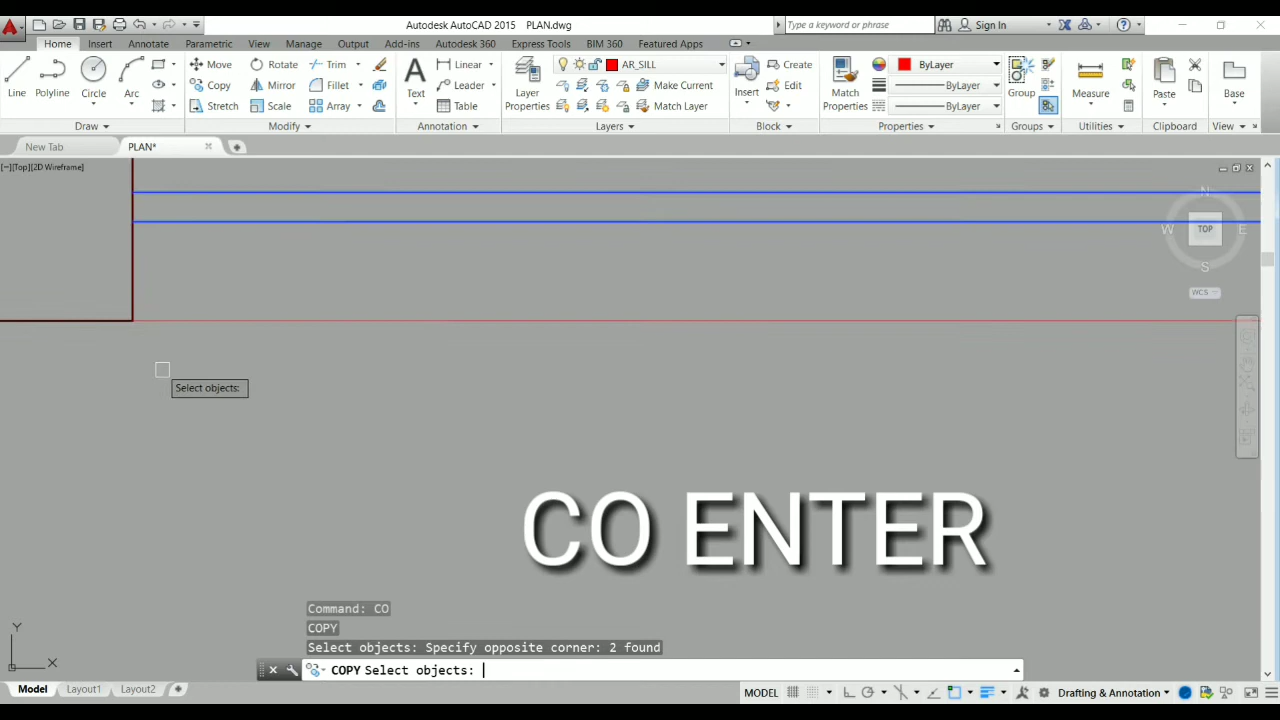 Autodesk AutoCAD 2015 PLAN.dwg
Type a keyword or phrase
Sign In
Home Insert Annotate Parametric View Manage Output Add-ins Autodesk 360 Express Tools BIM 360 Featured Apps
Line
Polyline
Circle
Arc
Move Rotate Trim
Copy Mirror Fillet
Stretch Scale Array
Text
Linear
Leader
Table
Layer
Properties
AR_SILL
Make Current
Match Layer
Insert
Create
Edit
Match
Properties
ByLayer
ByLayer
ByLayer
Group
Measure
Paste
Base
Draw Modify Annotation Layers Block Properties Groups Utilities Clipboard View
New Tab PLAN*
[−][Top][2D Wireframe]
N
W TOP E
S
WCS
Select objects:
CO ENTER
Command: CO
COPY
Select objects: Specify opposite corner: 2 found
COPY Select objects:
Y
X
Model Layout1 Layout2
MODEL
Drafting & Annotation